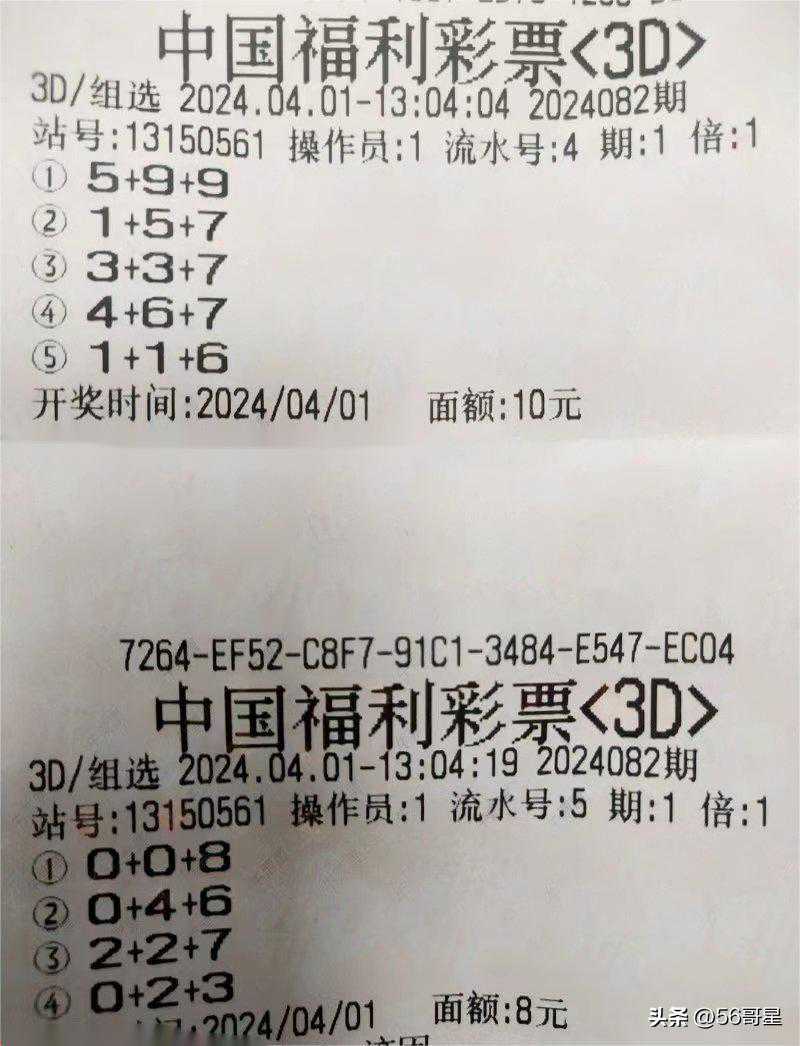 中国福利彩票<3D>
3D/组选 2024.04.01-13:04:04 2024082期
站号:13150561 操作员:1 流水号:4 期:1 倍:1
① 5+9+9
② 1+5+7
③ 3+3+7
④ 4+6+7
⑤ 1+1+6
开奖时间:2024/04/01 面额:10元
7264-EF52-C8F7-91C1-3484-E547-EC04
中国福利彩票<3D>
3D/组选 2024.04.01-13:04:19 2024082期
站号:13150561 操作员:1 流水号:5 期:1 倍:1
① 0+0+8
② 0+4+6
③ 2+2+7
④ 0+2+3
:2024/04/01 面额:8元
头条 @56哥星